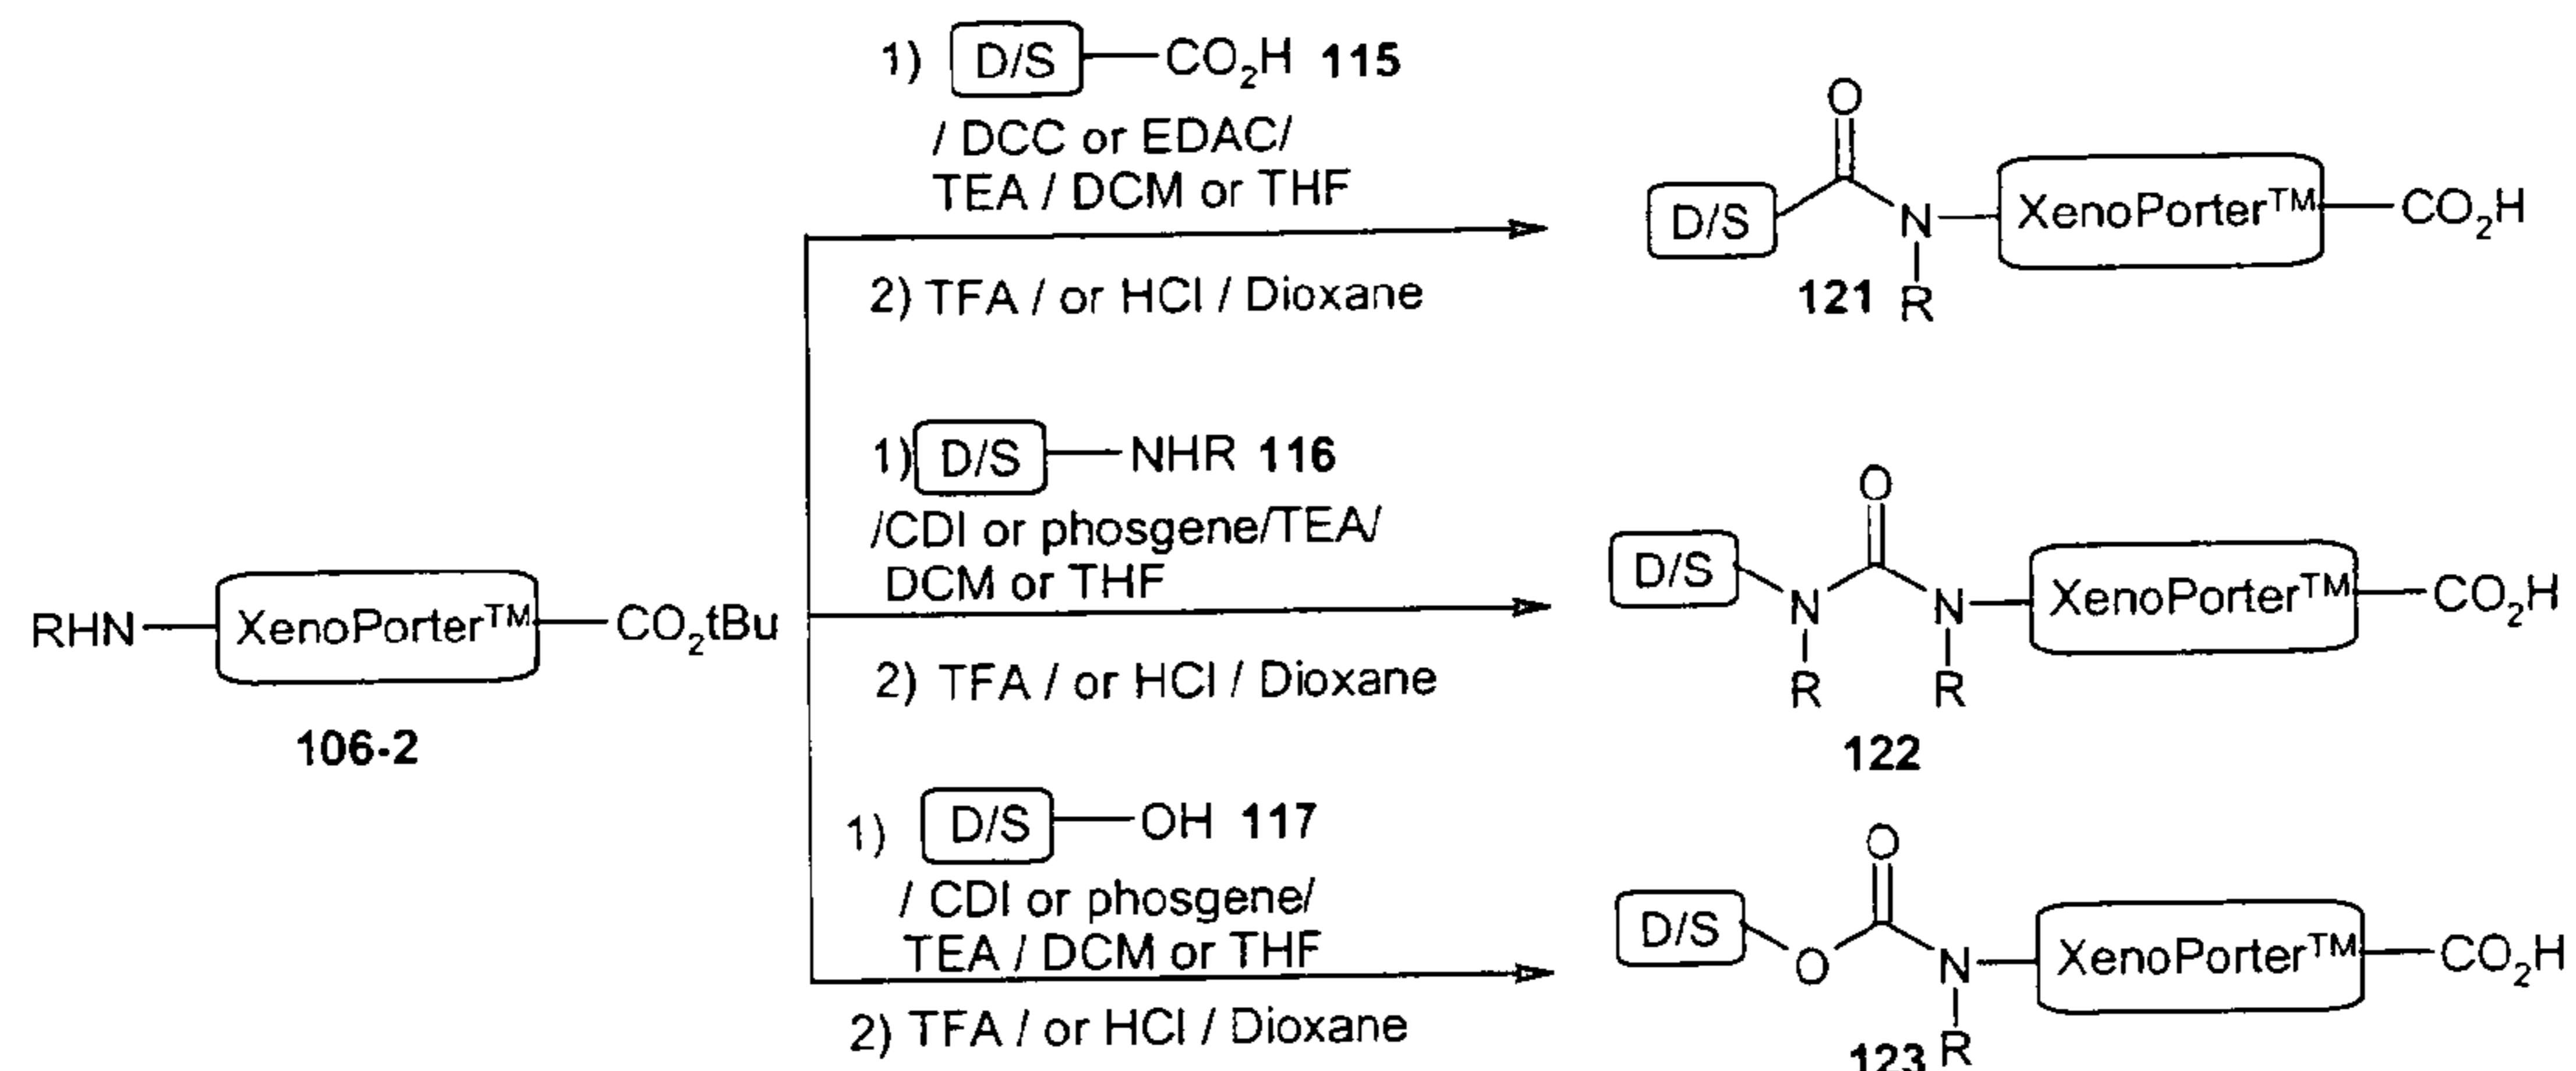 1) D/S CO₂H 115
/ DCC or EDAC/
TEA / DCM or THF
2) TFA / or HCl / Dioxane
O
D/S N XenoPorter™ CO₂H
121 R
1) D/S NHR 116
/CDI or phosgene/TEA/
DCM or THF
2) TFA / or HCl / Dioxane
O
D/S N N XenoPorter™ CO₂H
R R
122
RHN XenoPorter™ CO₂tBu
106-2
1) D/S OH 117
/ CDI or phosgene/
TEA / DCM or THF
2) TFA / or HCl / Dioxane
O
D/S O N XenoPorter™ CO₂H
123 R